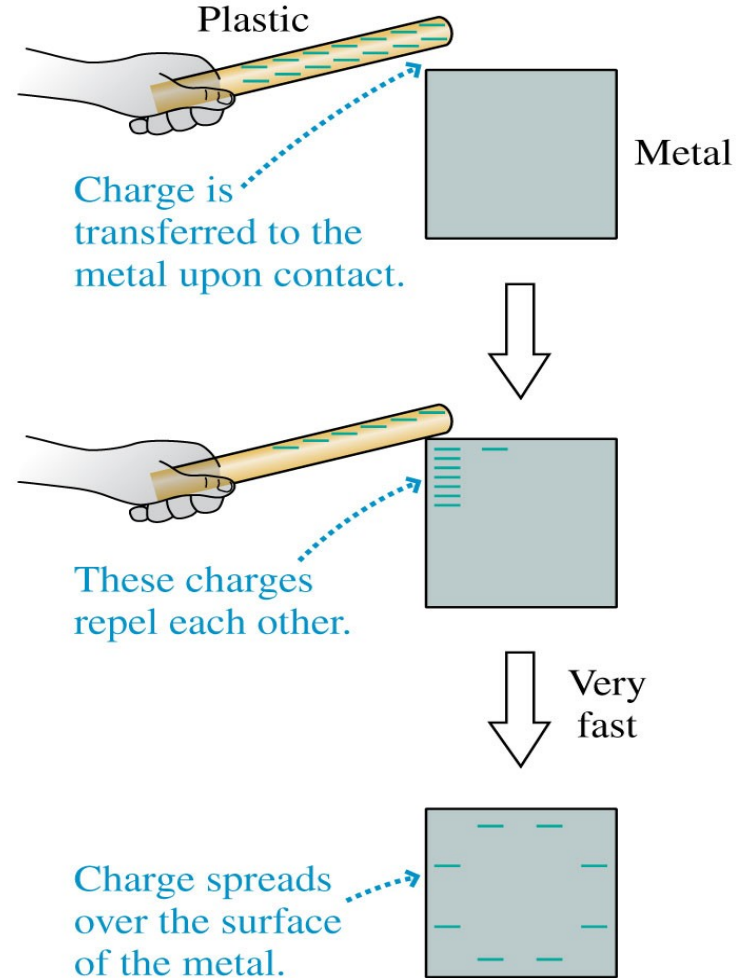 Plastic
Metal
Charge is
transferred to the
metal upon contact.
These charges
repel each other.
Very
fast
Charge spreads
over the surface
of the metal.